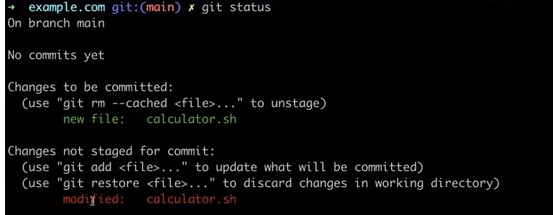 ➜ example.com git:(main) ✗ git status
On branch main
No commits yet
Changes to be committed:
(use "git rm --cached <file>..." to unstage)
new file: calculator.sh
Changes not staged for commit:
(use "git add <file>..." to update what will be committed)
(use "git restore <file>..." to discard changes in working directory)
modified: calculator.sh